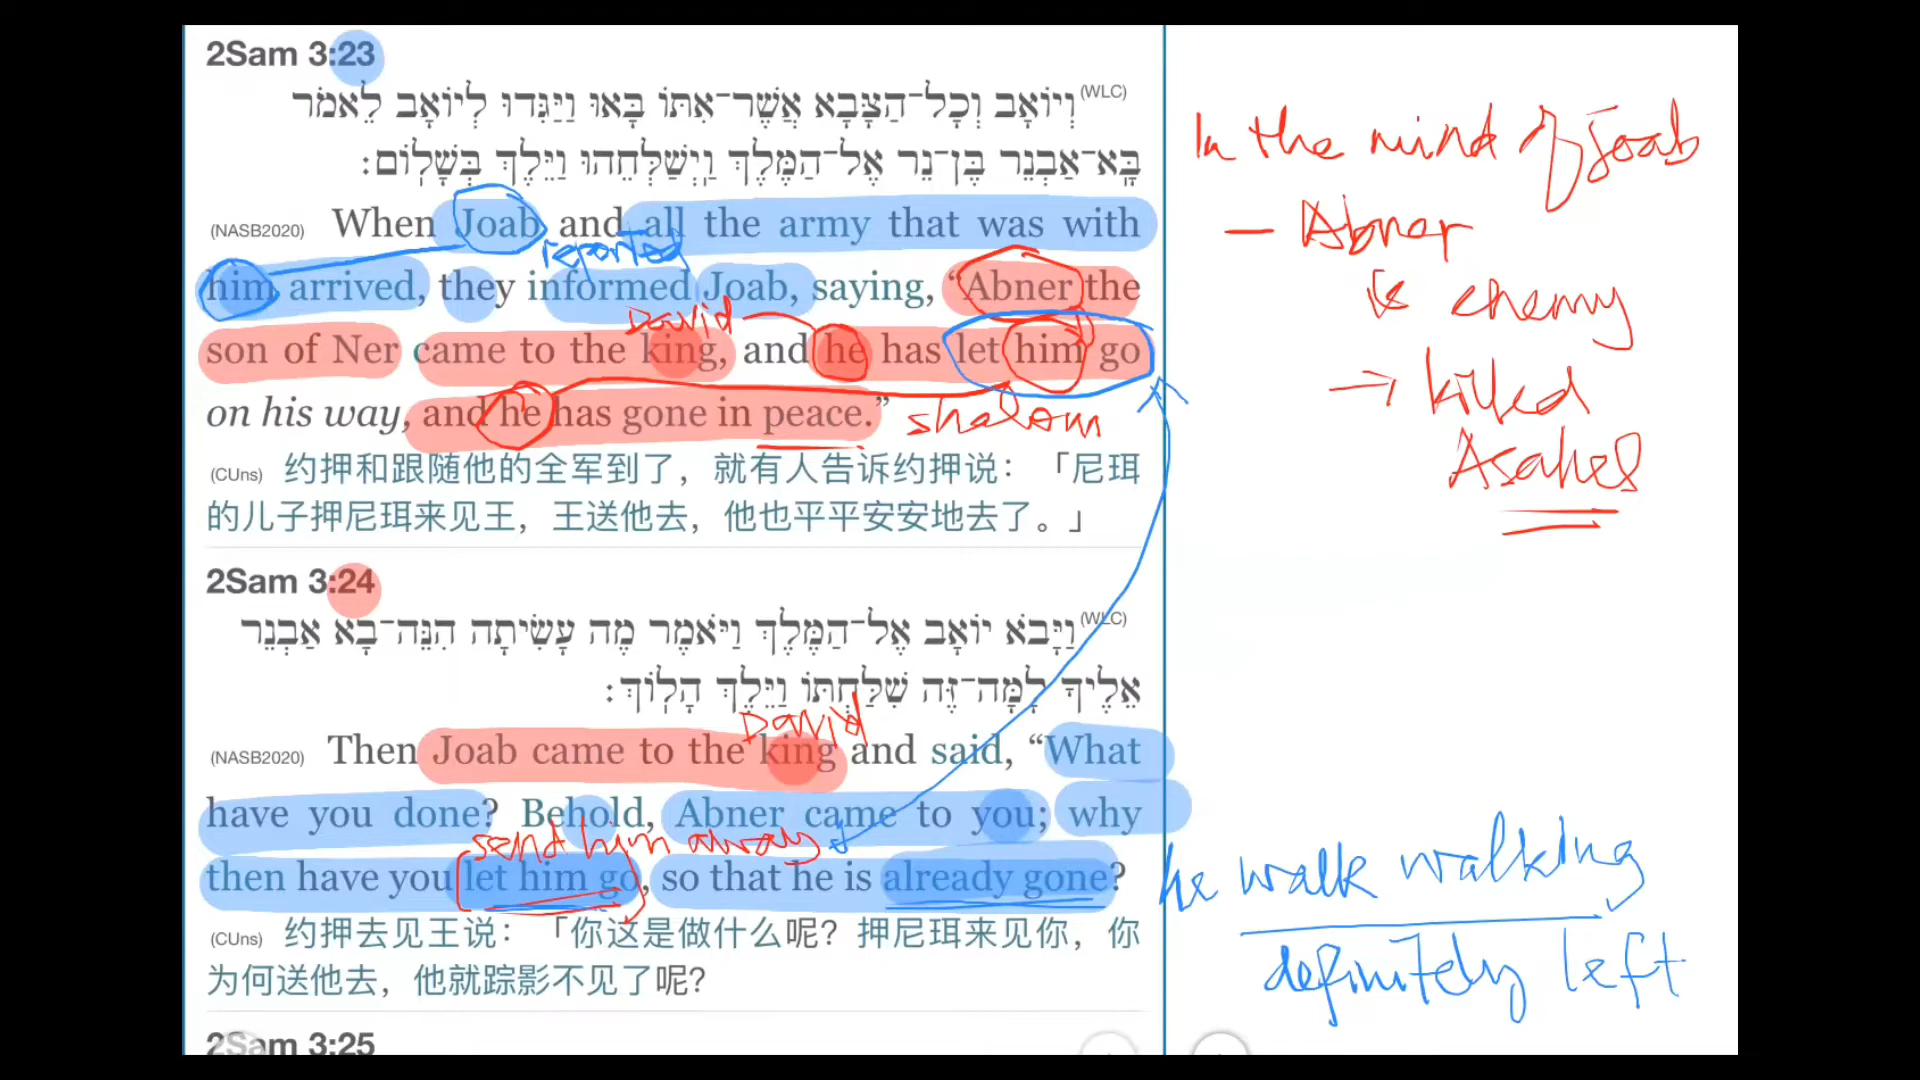 2Sam 3:23
וְיוֹאָב וְכָל־הַצָּבָא אֲשֶׁר־אִתּוֹ בָּאוּ וַיַּגִּדוּ לְיוֹאָב לֵאמֹר (WLC)
בָּא־אַבְנֵר בֶּן־נֵר אֶל־הַמֶּלֶךְ וַיְשַׁלְּחֵהוּ וַיֵּלֶךְ בְּשָׁלוֹם׃
(NASB2020) When Joab and all the army that was with
reported
him arrived, they informed Joab, saying, “Abner the
David
son of Ner came to the king, and he has let him go
on his way, and he has gone in peace.” shalom
(CUns) 约押和跟随他的全军到了，就有人告诉约押说：「尼珥
的儿子押尼珥来见王，王送他去，他也平平安安地去了。」
2Sam 3:24
וַיָּבֹא יוֹאָב אֶל־הַמֶּלֶךְ וַיֹּאמֶר מֶה עָשִׂיתָה הִנֵּה־בָא אַבְנֵר (WLC)
אֵלֶיךָ לָמָּה־זֶּה שִׁלַּחְתּוֹ וַיֵּלֶךְ הָלוֹךְ׃
David
(NASB2020) Then Joab came to the king and said, “What
have you done? Behold, Abner came to you; why
send him away
then have you let him go, so that he is already gone?
(CUns) 约押去见王说：「你这是做什么呢？押尼珥来见你，你
为何送他去，他就踪影不见了呢？
2Sam 3:25
In the mind of Joab
— Abner
is enemy
→ killed
Asahel
he walk walking
definitely left